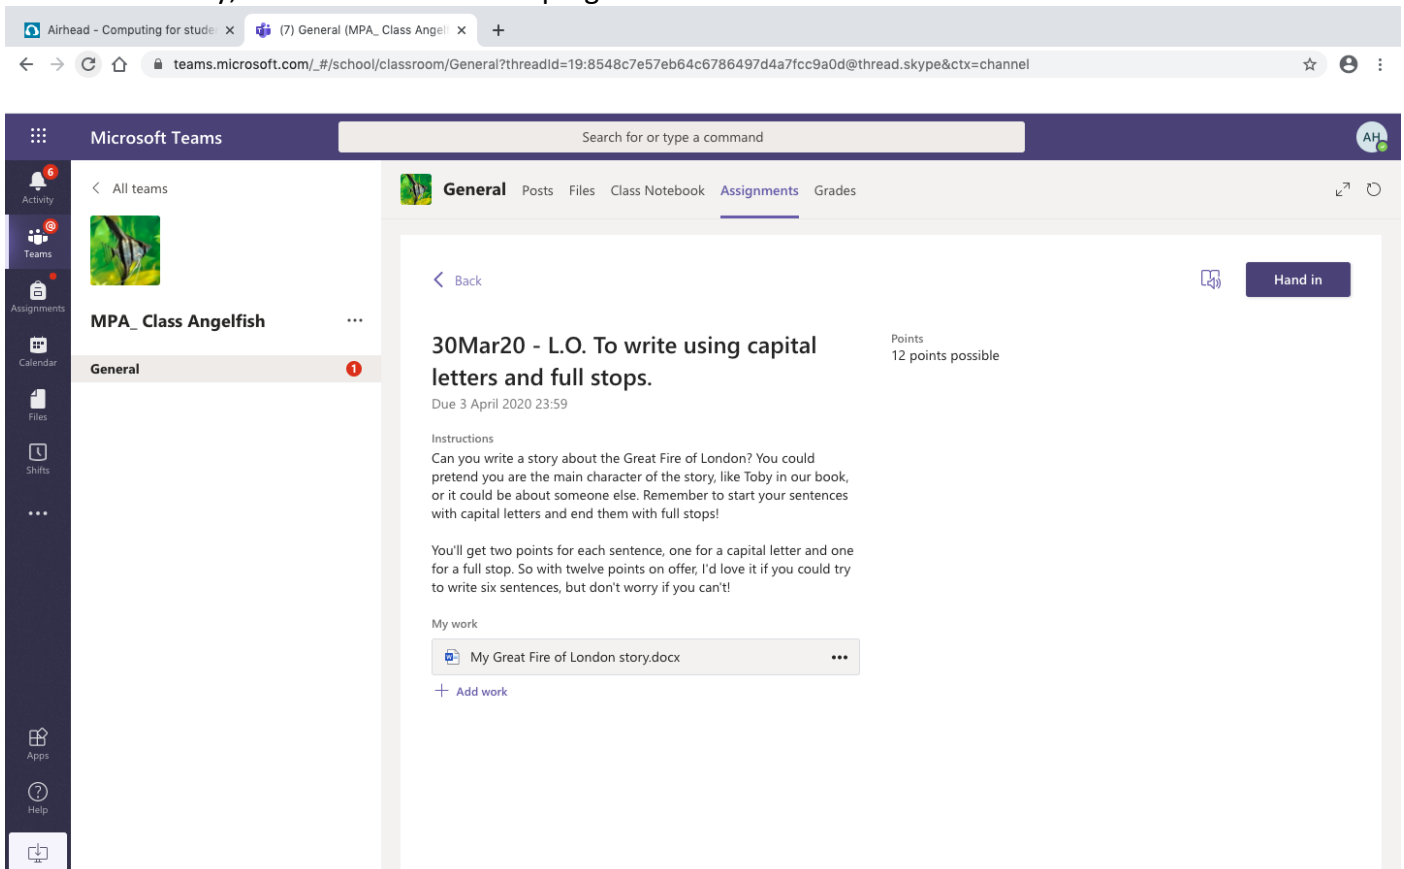 Airhead - Computing for stude
(7) General (MPA_ Class Angelf
teams.microsoft.com/_#/school/classroom/General?threadId=19:8548c7e57eb64c6786497d4a7fcc9a0d@thread.skype&ctx=channel
Microsoft Teams
Search for or type a command
AH
6
Activity
@
Teams
Assignments
Calendar
Files
Shifts
Apps
Help
All teams
MPA_ Class Angelfish
General
1
General Posts Files Class Notebook Assignments Grades
Back
Hand in
30Mar20 - L.O. To write using capital
letters and full stops.
Due 3 April 2020 23:59
Points
12 points possible
Instructions
Can you write a story about the Great Fire of London? You could
pretend you are the main character of the story, like Toby in our book,
or it could be about someone else. Remember to start your sentences
with capital letters and end them with full stops!
You'll get two points for each sentence, one for a capital letter and one
for a full stop. So with twelve points on offer, I'd love it if you could try
to write six sentences, but don't worry if you can't!
My work
My Great Fire of London story.docx
Add work